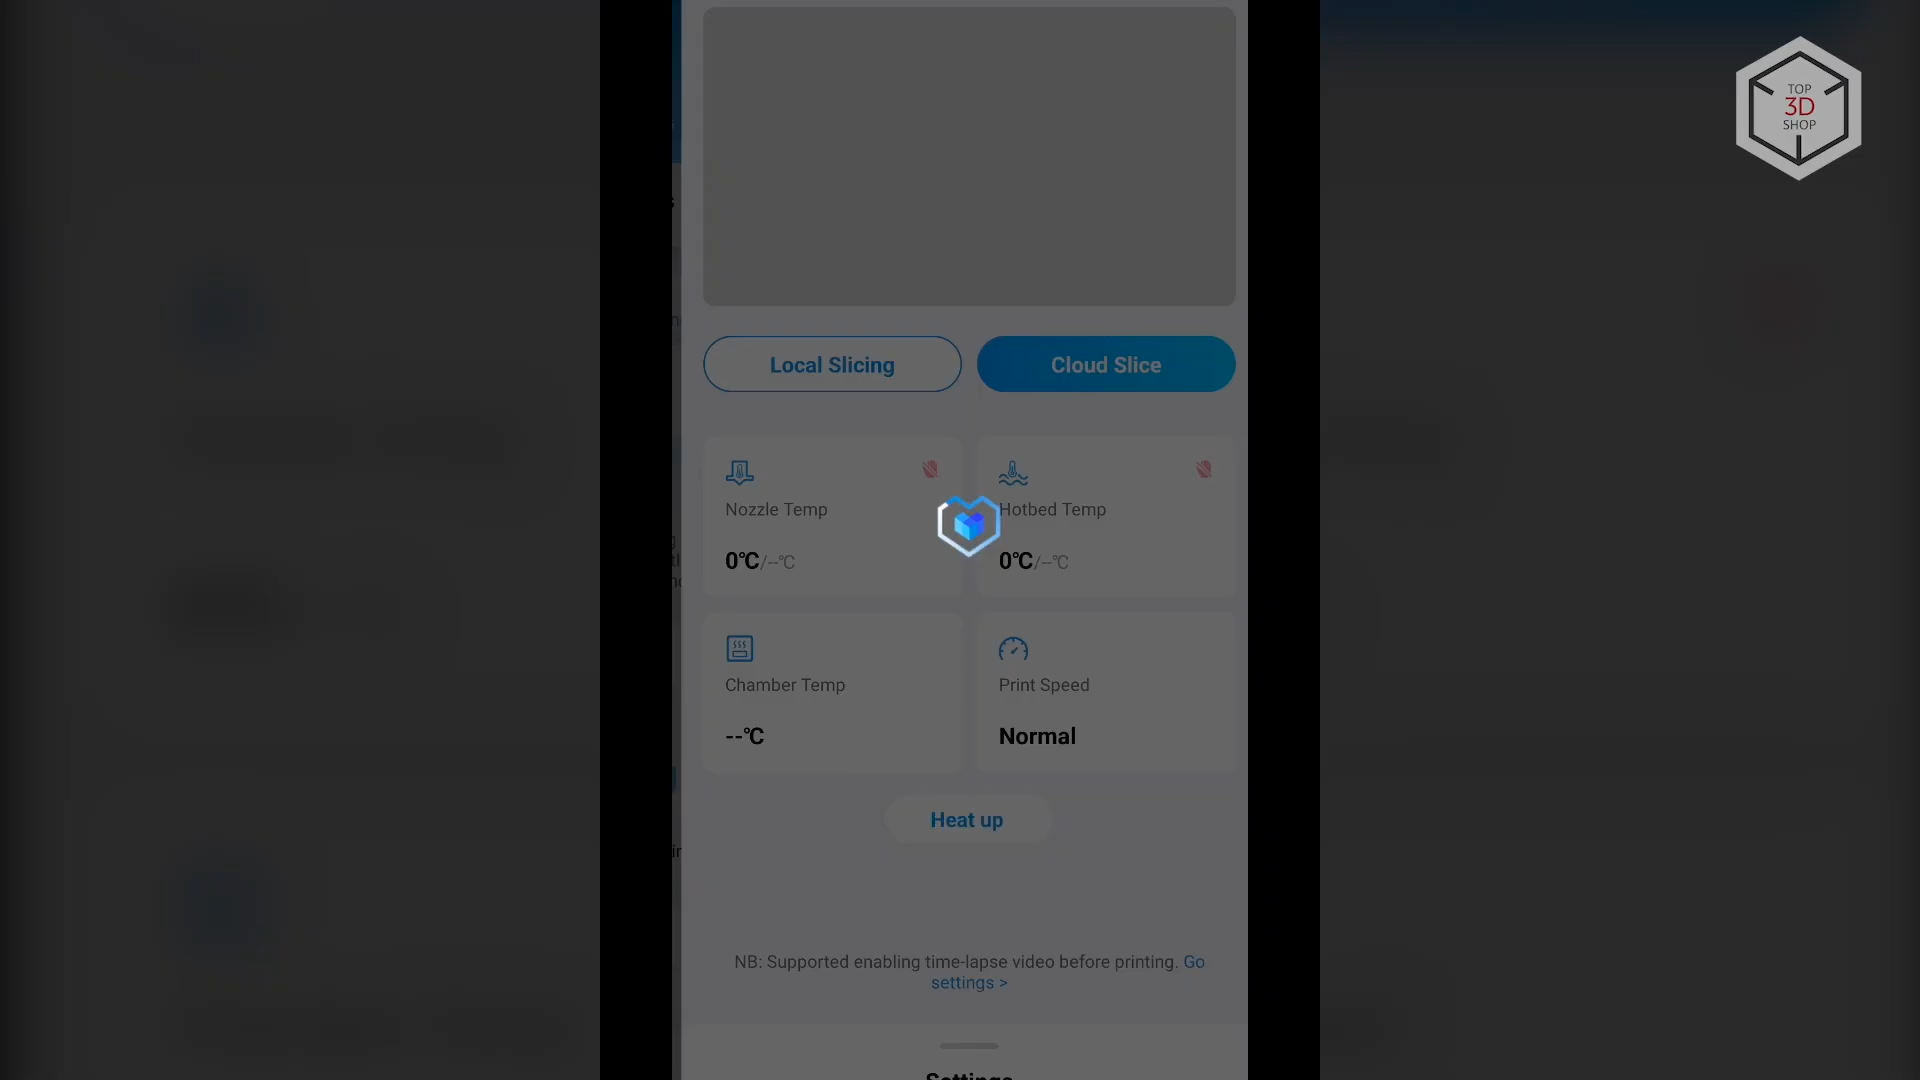 TOP
3D
SHOP
Local Slicing
Cloud Slice
Nozzle Temp
0℃/--℃
Hotbed Temp
0℃/--℃
Chamber Temp
--℃
Print Speed
Normal
Heat up
NB: Supported enabling time-lapse video before printing. Go
settings >
Settings